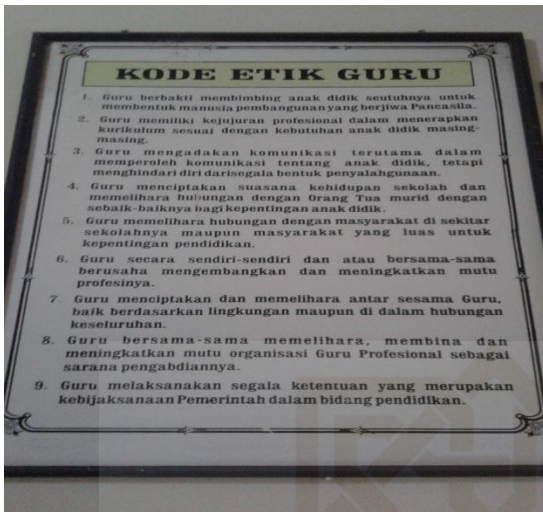 KODE ETIK GURU
1. Guru berbakti membimbing anak didik seutuhnya untuk
membentuk manusia pembangunan yang berjiwa Pancasila.
2. Guru memiliki kejujuran profesional dalam menerapkan
kurikulum sesuai dengan kebutuhan anak didik masing-
masing.
3. Guru mengadakan komunikasi terutama dalam
memperoleh komunikasi tentang anak didik, tetapi
menghindari diri darisegala bentuk penyalahgunaan.
4. Guru menciptakan suasana kehidupan sekolah dan
memelihara hubungan dengan Orang Tua murid dengan
sebaik-baiknya bagi kepentingan anak didik.
5. Guru memelihara hubungan dengan masyarakat di sekitar
sekolahnya maupun masyarakat yang luas untuk
kepentingan pendidikan.
6. Guru secara sendiri-sendiri dan atau bersama-sama
berusaha mengembangkan dan meningkatkan mutu
profesinya.
7. Guru menciptakan dan memelihara antar sesama Guru,
baik berdasarkan lingkungan maupun di dalam hubungan
keseluruhan.
8. Guru bersama-sama memelihara, membina dan
meningkatkan mutu organisasi Guru Profesional sebagai
sarana pengabdiannya.
9. Guru melaksanakan segala ketentuan yang merupakan
kebijaksanaan Pemerintah dalam bidang pendidikan.